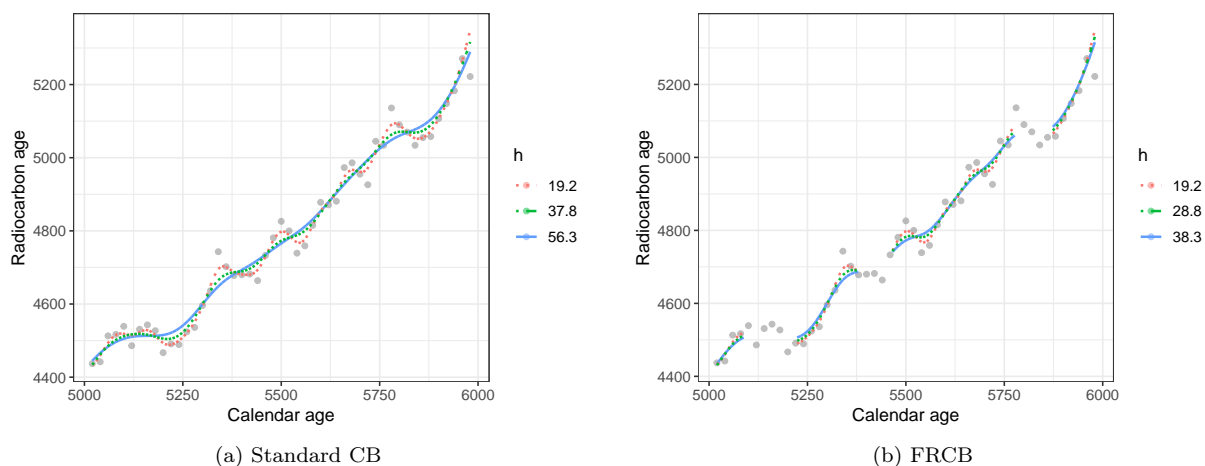 5200
5000
4800
4600
4400
Radiocarbon age
5000 5250 5500 5750 6000
Calendar age
h
19.2
37.8
56.3
(a) Standard CB
5200
5000
4800
4600
4400
Radiocarbon age
5000 5250 5500 5750 6000
Calendar age
h
19.2
28.8
38.3
(b) FRCB